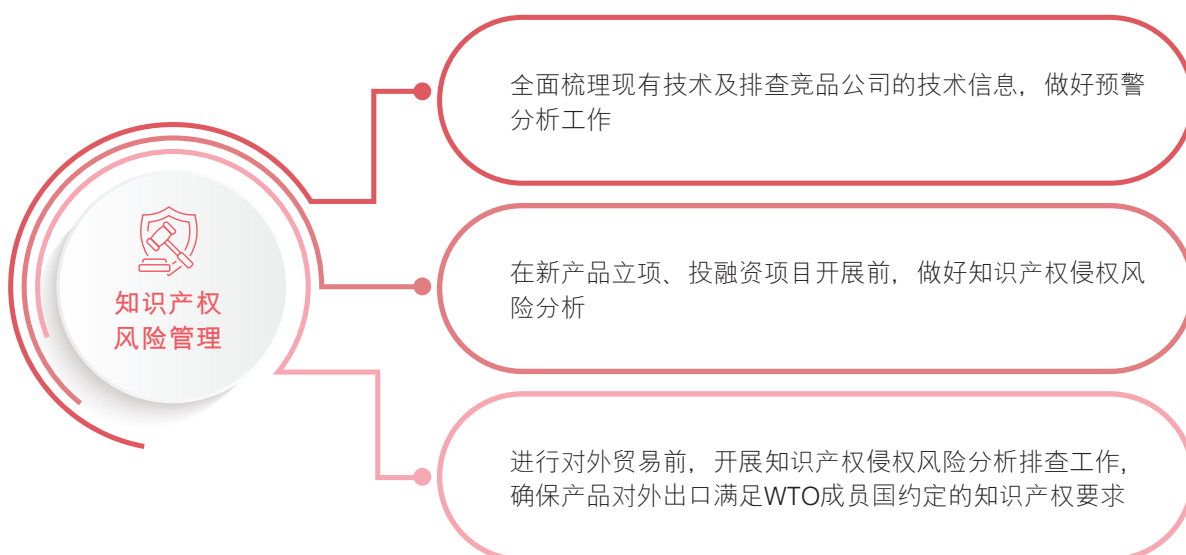 知识产权
风险管理
全面梳理现有技术及排查竞品公司的技术信息，做好预警
分析工作
在新产品立项、投融资项目开展前，做好知识产权侵权风
险分析
进行对外贸易前，开展知识产权侵权风险分析排查工作，
确保产品对外出口满足WTO成员国约定的知识产权要求